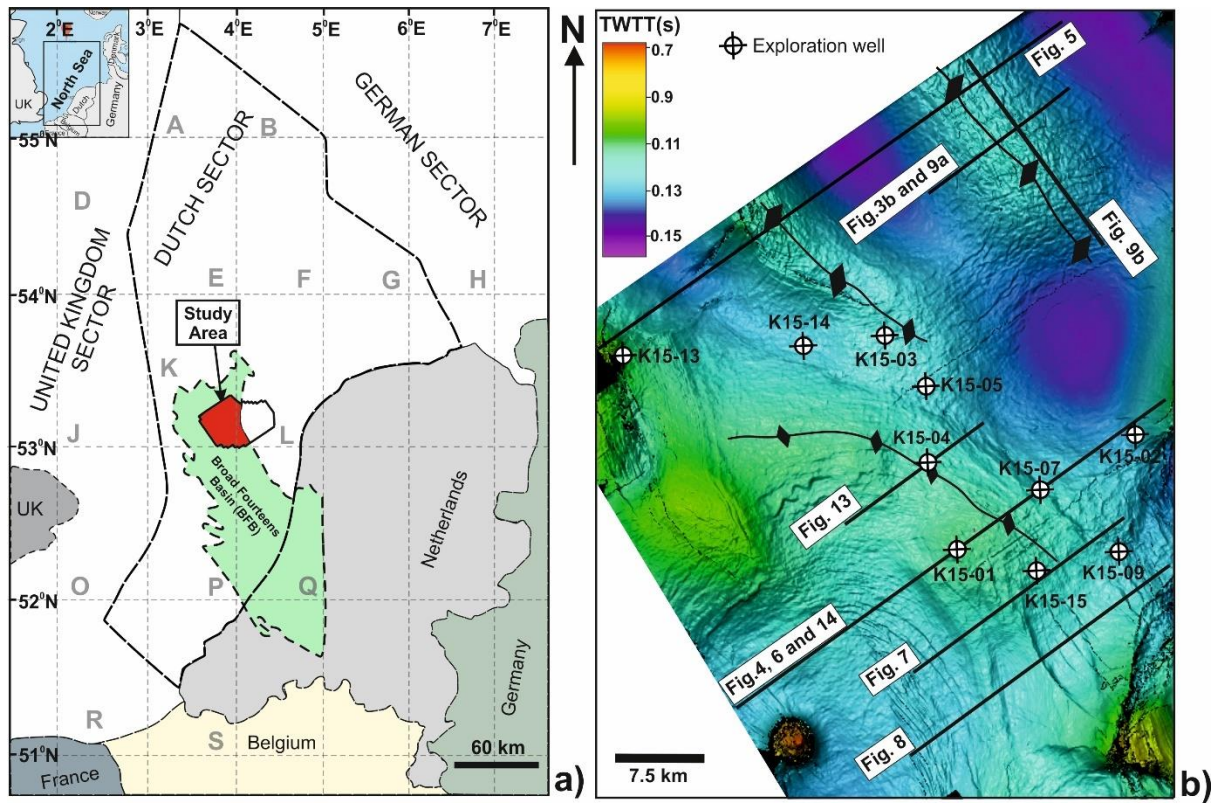 2°E
3°E
4°E
5°E
6°E
7°E
UK
North Sea
Denmark
Dutch
Germany
55°N
54°N
53°N
52°N
51°N
A
B
D
E
F
G
H
K
J
L
O
P
Q
R
S
GERMAN SECTOR
DUTCH SECTOR
UNITED KINGDOM
SECTOR
Study
Area
Broad Fourteens
Basin (BFB)
UK
Netherlands
Germany
Belgium
France
60 km
a)
N
TWTT(s)
0.7
0.9
0.11
0.13
0.15
Exploration well
Fig. 5
Fig.3b and 9a
Fig. 9b
K15-14
K15-03
K15-13
K15-05
K15-04
K15-02
K15-07
Fig. 13
K15-01
K15-09
K15-15
Fig.4, 6 and 14
Fig. 7
Fig. 8
7.5 km
b)